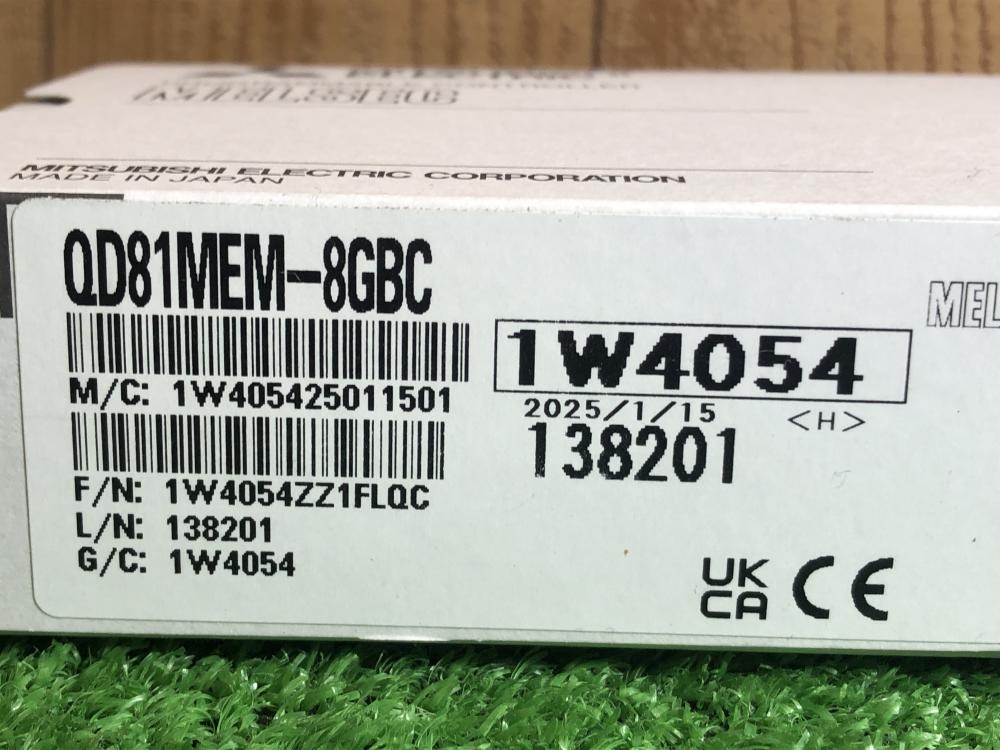 MITSUBISHI ELECTRIC CORPORATION
MADE IN JAPAN
QD81MEM-8GBC
MEL
1W4054
M/C: 1W405425011501
2025/1/15 <H>
138201
F/N: 1W4054ZZ1FLQC
L/N: 138201
G/C: 1W4054
UK
CA CE